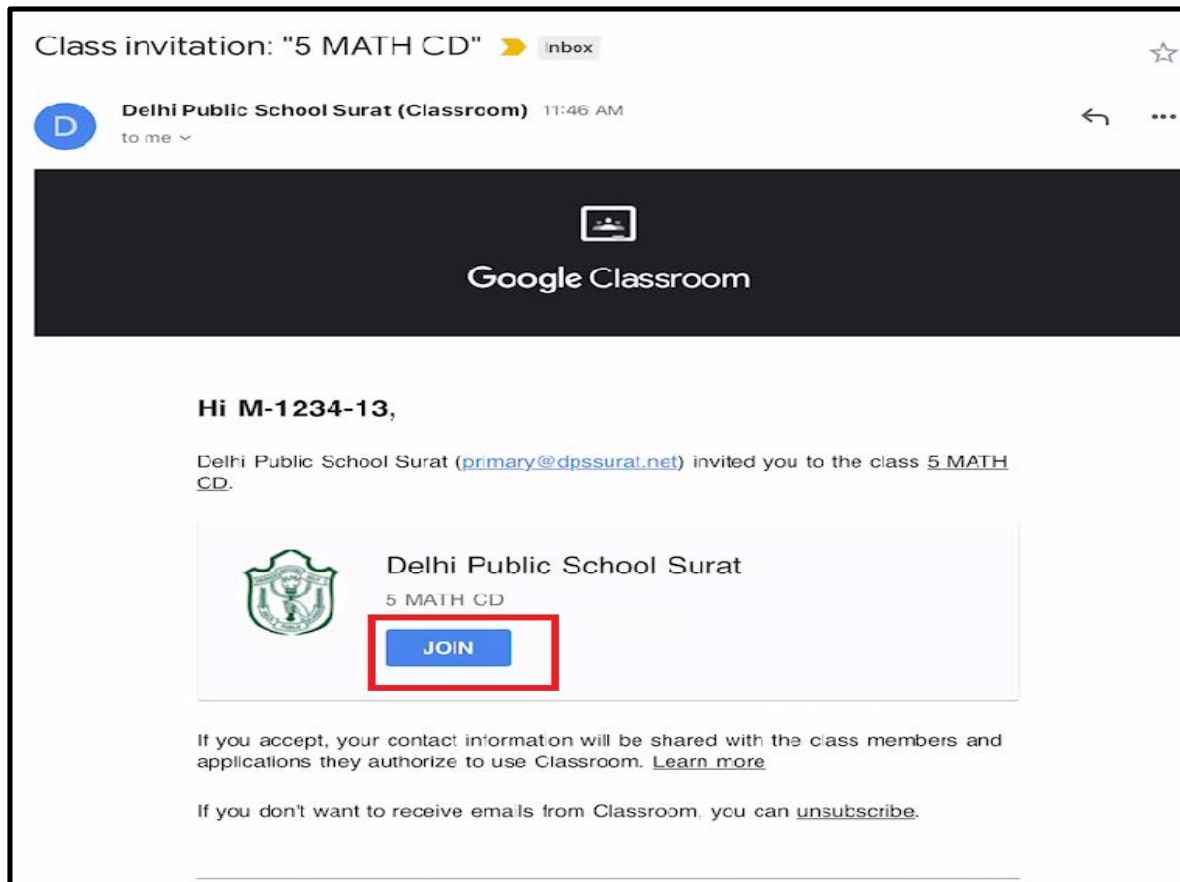 Class invitation: "5 MATH CD" Inbox
D
Delhi Public School Surat (Classroom) 11:46 AM
to me
Google Classroom
Hi M-1234-13,
Delhi Public School Surat (primary@dpssurat.net) invited you to the class 5 MATH
CD.
Delhi Public School Surat
5 MATH CD
JOIN
If you accept, your contact information will be shared with the class members and
applications they authorize to use Classroom. Learn more
If you don't want to receive emails from Classroom, you can unsubscribe.